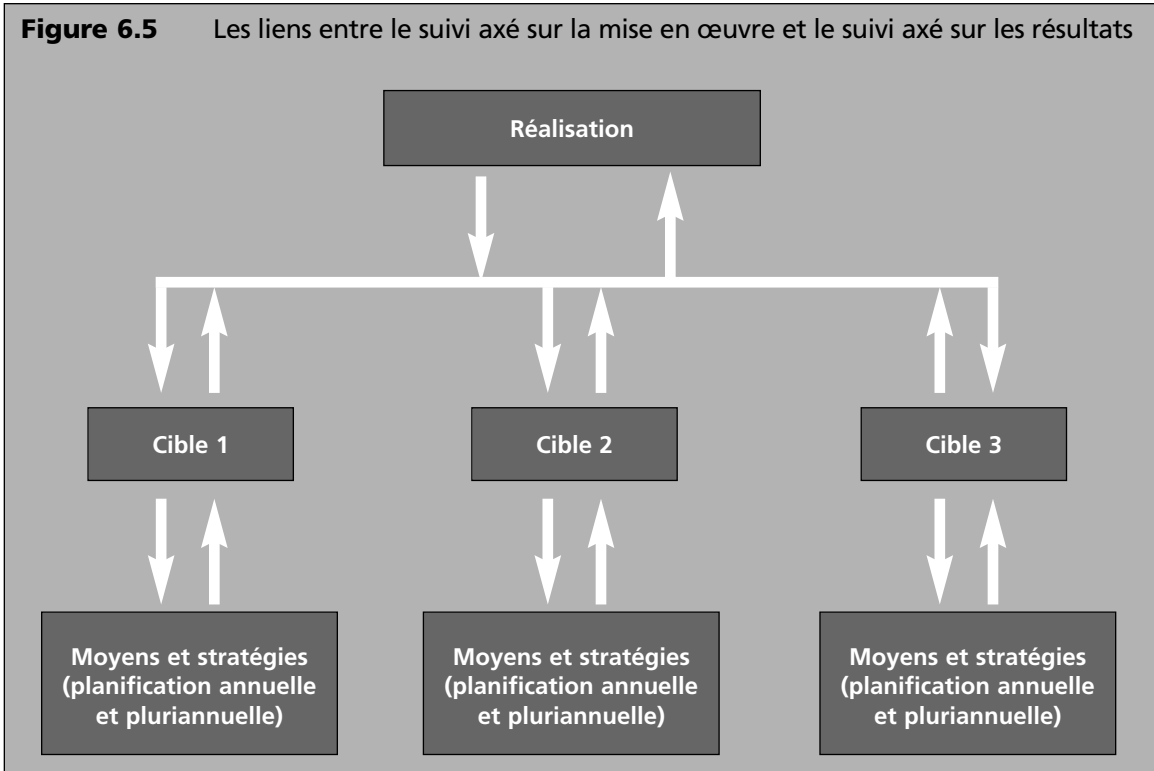 Figure 6.5 Les liens entre le suivi axé sur la mise en œuvre et le suivi axé sur les résultats
Réalisation
Cible 1
Cible 2
Cible 3
Moyens et stratégies
(planification annuelle
et pluriannuelle)
Moyens et stratégies
(planification annuelle
et pluriannuelle)
Moyens et stratégies
(planification annuelle
et pluriannuelle)